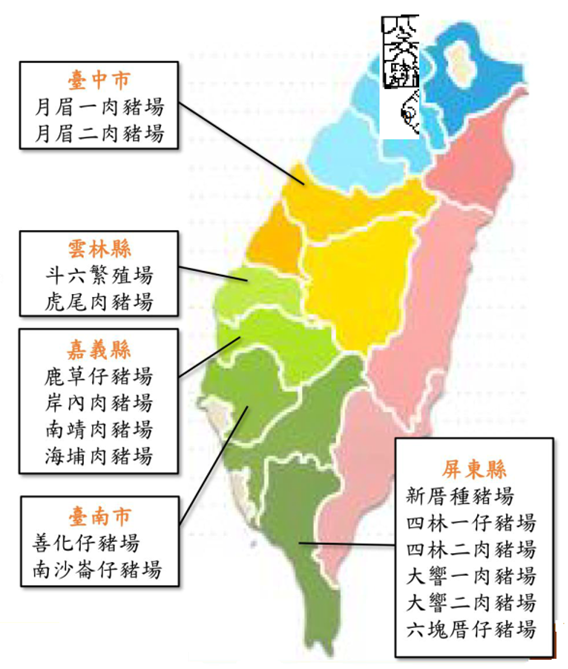 臺中市
月眉一肉豬場
月眉二肉豬場
雲林縣
斗六繁殖場
虎尾肉豬場
嘉義縣
鹿草仔豬場
岸內肉豬場
南靖肉豬場
海埔肉豬場
臺南市
善化仔豬場
南沙崙仔豬場
屏東縣
新厝種豬場
四林一仔豬場
四林二肉豬場
大響一肉豬場
大響二肉豬場
六塊厝仔豬場